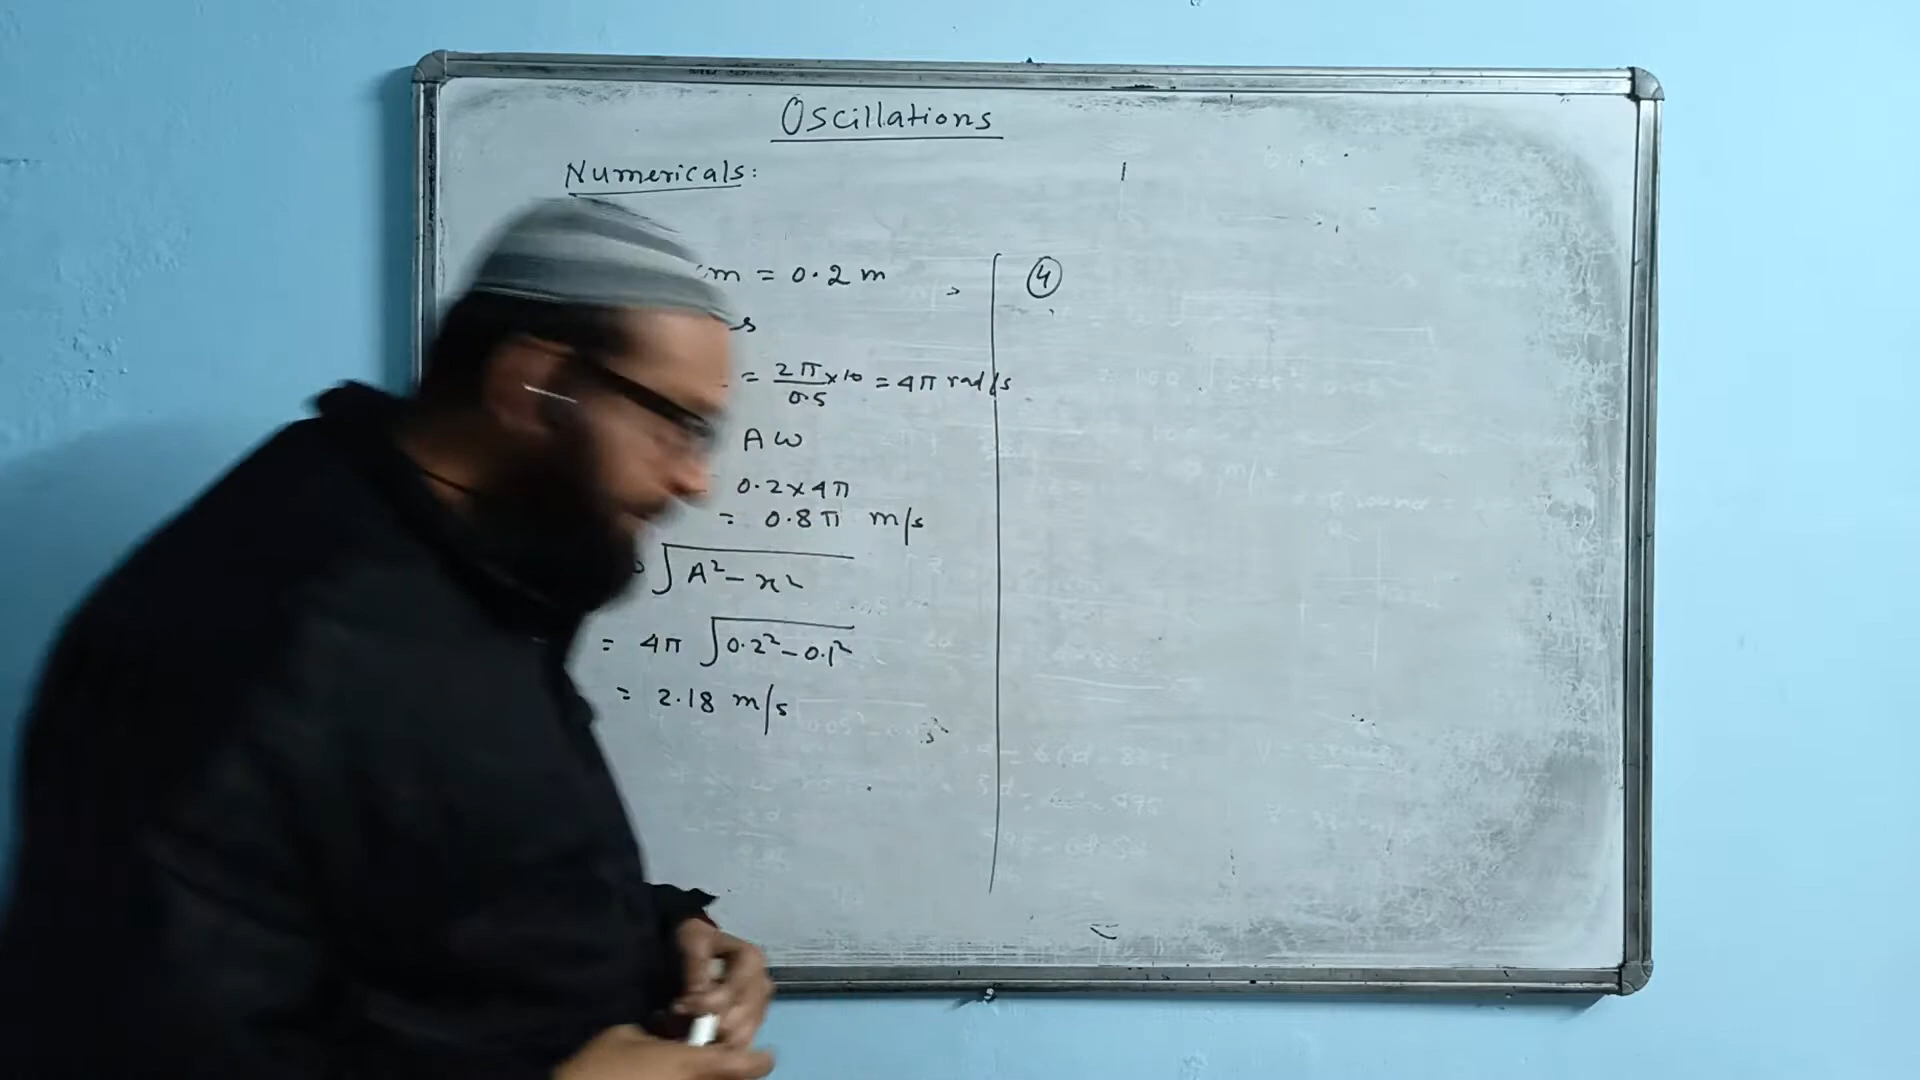 Oscillations
Numericals:
cm = 0.2 m
s
= 2π/0.5 ×10 = 4π rad/s
Aω
0.2×4π
= 0.8π m/s
√A²-x²
= 4π √0.2²-0.1²
= 2.18 m/s
④